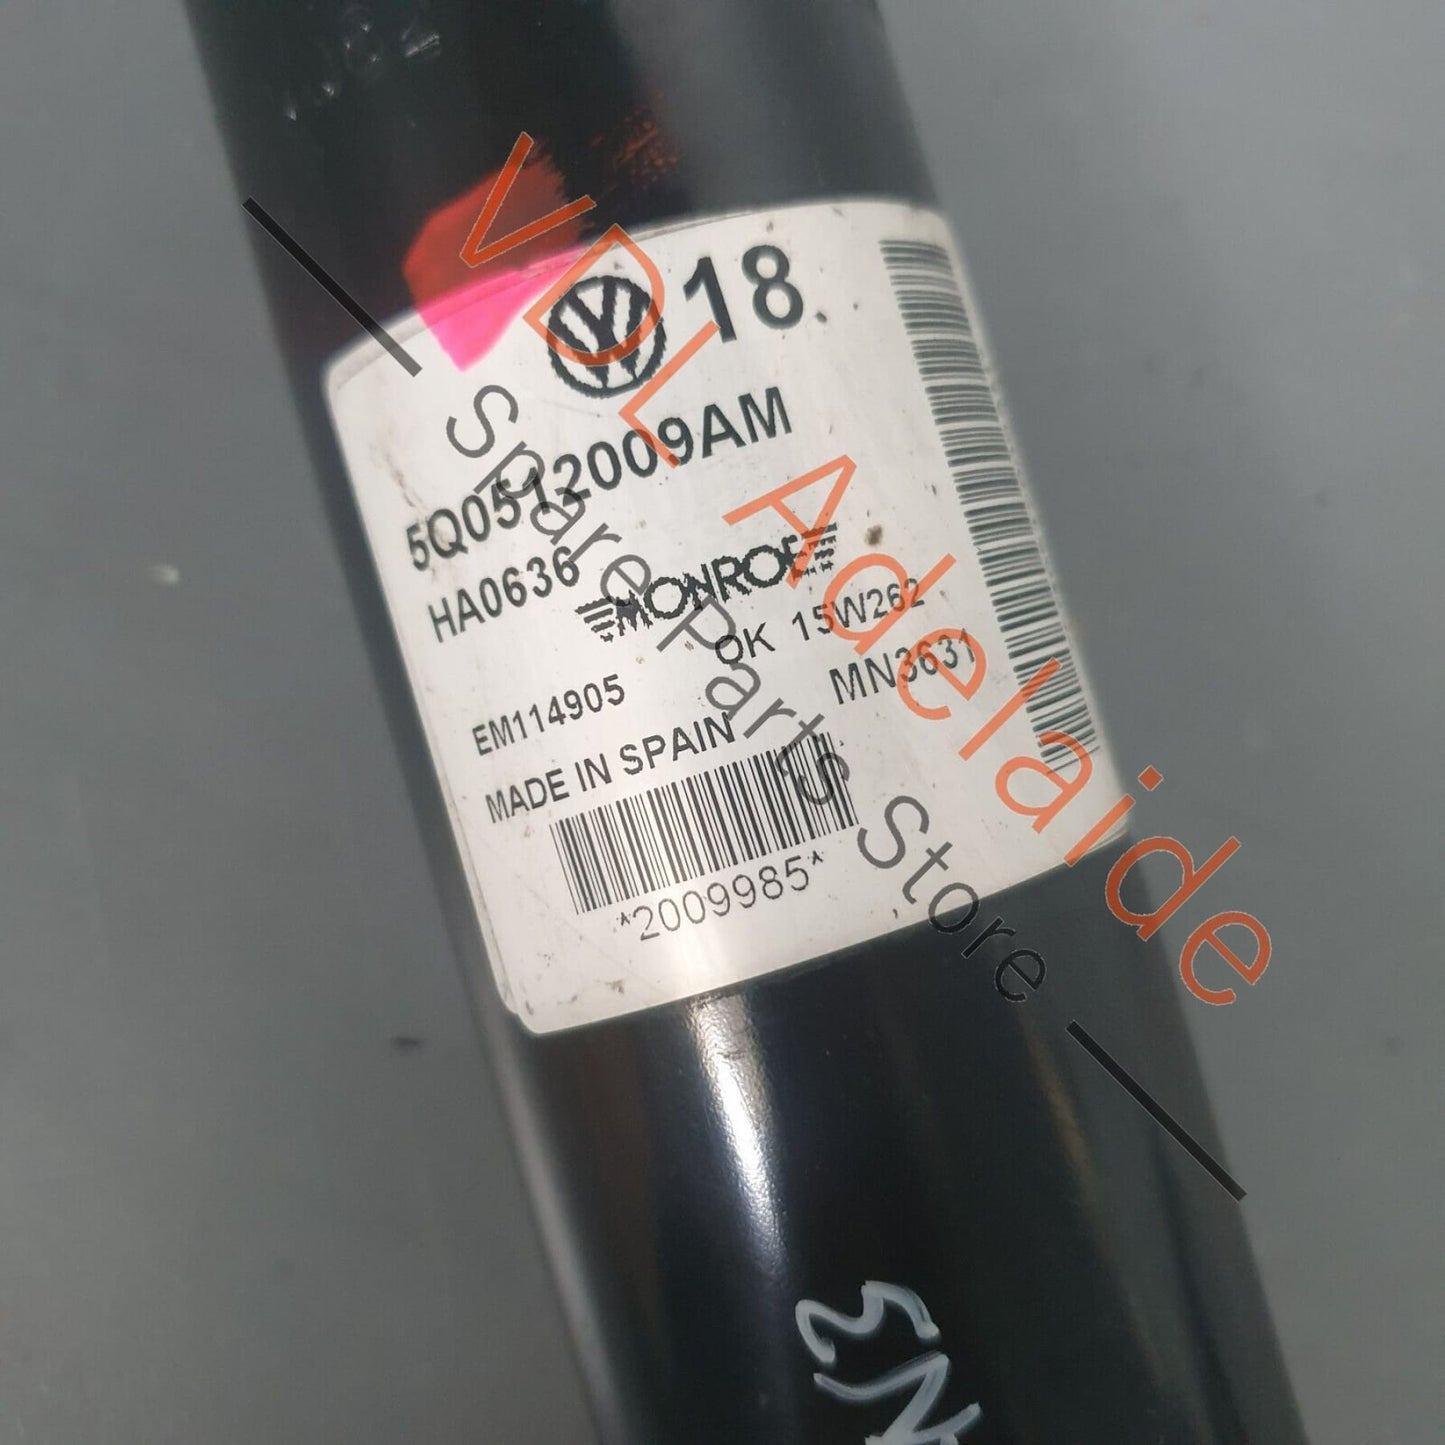 18
5Q0512009AM
HA0636
MONROE
OK 15W262
EM114905
MN3631
MADE IN SPAIN
*2009985*
VDL Adelaide
Spare Parts Store